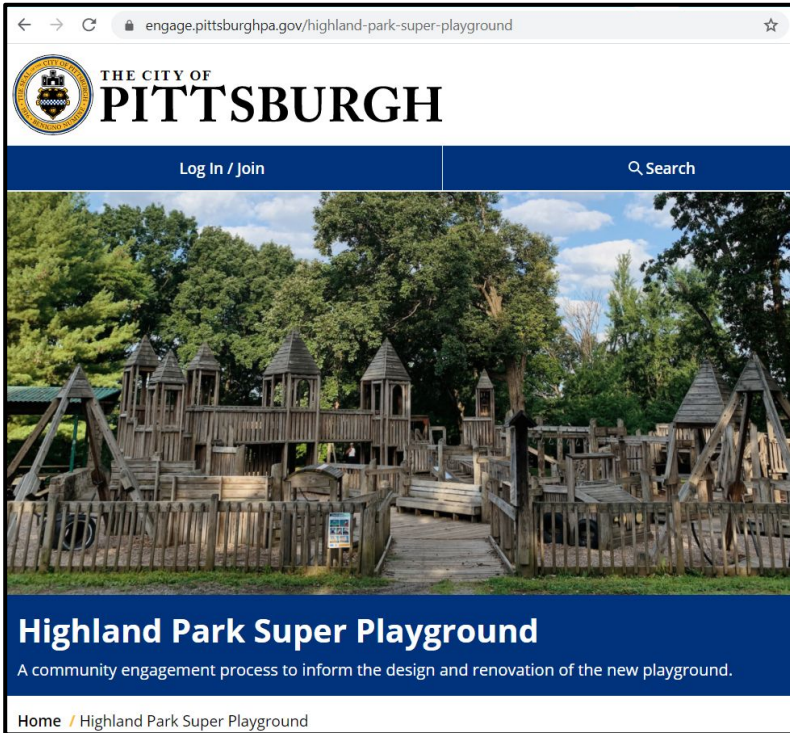 engage.pittsburghpa.gov/highland-park-super-playground
THE CITY OF
PITTSBURGH
Log In / Join
Search
Highland Park Super Playground
A community engagement process to inform the design and renovation of the new playground.
Home / Highland Park Super Playground